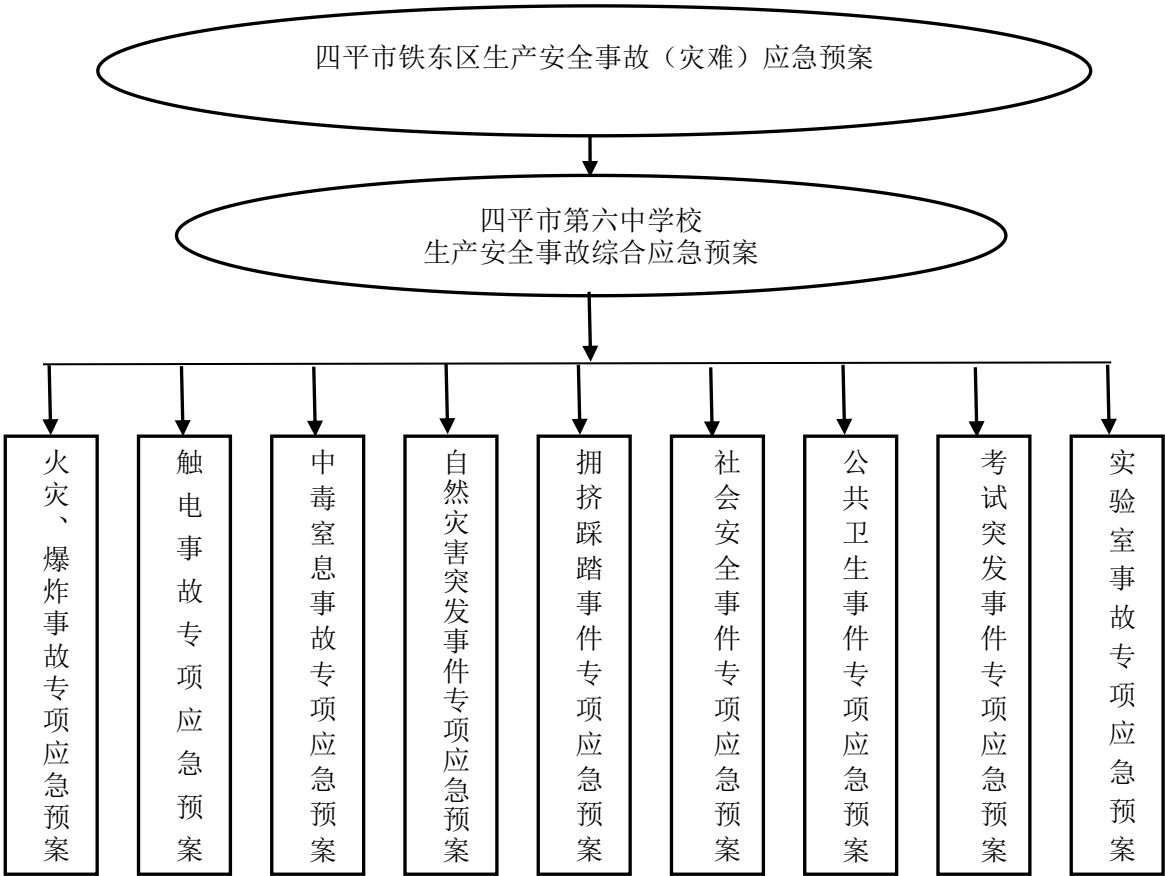 四平市铁东区生产安全事故（灾难）应急预案
四平市第六中学校
生产安全事故综合应急预案
火灾、爆炸事故专项应急预案
触电事故专项应急预案
中毒窒息事故专项应急预案
自然灾害突发事件专项应急预案
拥挤踩踏事件专项应急预案
社会安全事件专项应急预案
公共卫生事件专项应急预案
考试突发事件专项应急预案
实验室事故专项应急预案